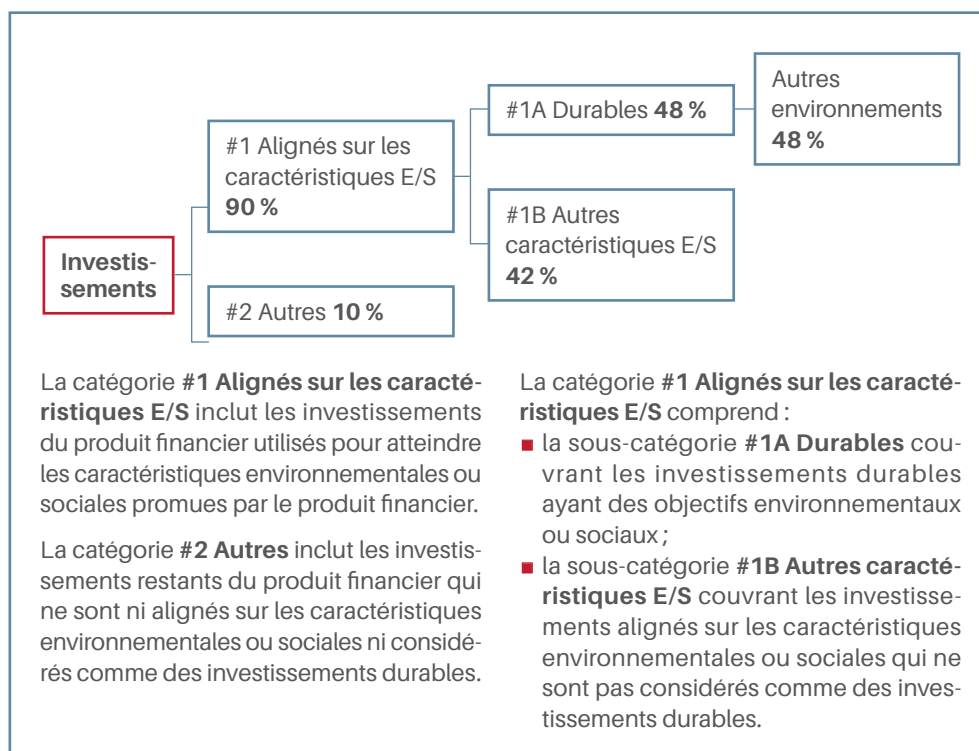 Investis-
sements
#1 Alignés sur les
caractéristiques E/S
90 %
#2 Autres 10 %
#1A Durables 48 %
#1B Autres
caractéristiques E/S
42 %
Autres
environnements
48 %
La catégorie #1 Alignés sur les caracté-
ristiques E/S inclut les investissements
du produit financier utilisés pour atteindre
les caractéristiques environnementales ou
sociales promues par le produit financier.
La catégorie #2 Autres inclut les investis-
sements restants du produit financier qui
ne sont ni alignés sur les caractéristiques
environnementales ou sociales ni considé-
rés comme des investissements durables.
La catégorie #1 Alignés sur les caracté-
ristiques E/S comprend :
■ la sous-catégorie #1A Durables cou-
vrant les investissements durables
ayant des objectifs environnementaux
ou sociaux ;
■ la sous-catégorie #1B Autres caracté-
ristiques E/S couvrant les investisse-
ments alignés sur les caractéristiques
environnementales ou sociales qui ne
sont pas considérés comme des inves-
tissements durables.